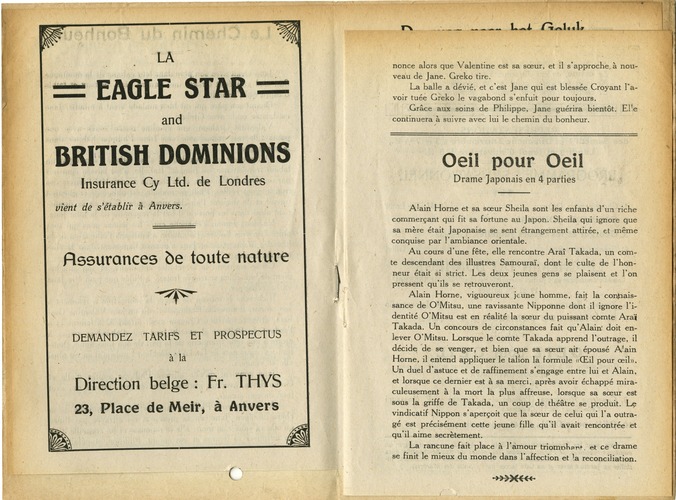 LA
EAGLE STAR
and
BRITISH DOMINIONS
Insurance Cy Ltd. de Londres
vient de s'établir à Anvers.
Assurances de toute nature
DEMANDEZ TARIFS ET PROSPECTUS
à la
Direction belge : Fr. THYS
23, Place de Meir, à Anvers
nonce alors que Valentine est sa sœur, et il s'approche à nou-
veau de Jane. Greko tire.
La balle a dévié, et c'est Jane qui est blessée Croyant l'a-
voir tuée Greko le vagabond s'enfuit pour toujours.
Grâce aux soins de Philippe, Jane guérira bientôt. Elle
continuera à suivre avec lui le chemin du bonheur.
Oeil pour Oeil
Drame Japonais en 4 parties
Alain Horne et sa sœur Sheila sont les enfants d'un riche
commerçant qui fit sa fortune au Japon. Sheila qui ignore que
sa mère était Japonaise se sent étrangement attirée, et même
conquise par l'ambiance orientale.
Au cours d'une fête, elle rencontre Araï Takada, un com-
te descendant des illustres Samouraï, dont le culte de l'hon-
neur était si strict. Les deux jeunes gens se plaisent et l'on
pressent qu'ils se retrouveront.
Alain Horne, viguoureux jeune homme, fait la connais-
sance de O'Mitsu, une ravissante Nipponne dont il ignore l'i-
dentité O'Mitsu est en réalité la sœur du puissant comte Araï
Takada. Un concours de circonstances fait qu'Alain doit en-
lever O'Mitsu. Lorsque le comte Takada apprend l'outrage, il
décide de se venger, et bien que sa sœur ait épousé Alain
Horne, il entend appliquer le talion la formule «Œil pour œil».
Un duel d'astuce et de raffinement s'engage entre lui et Alain,
et lorsque ce dernier est à sa merci, après avoir échappé mira-
culeusement à la mort la plus affreuse, lorsque sa sœur est
sous la griffe de Takada, un coup de théâtre se produit. Le
vindicatif Nippon s'aperçoit que la sœur de celui qui l'a outra-
gé est précisément cette jeune fille qu'il avait rencontrée et
qu'il aime secrètement.
La rancune fait place à l'amour triomphant, et ce drame
se finit le mieux du monde dans l'affection et la reconciliation.